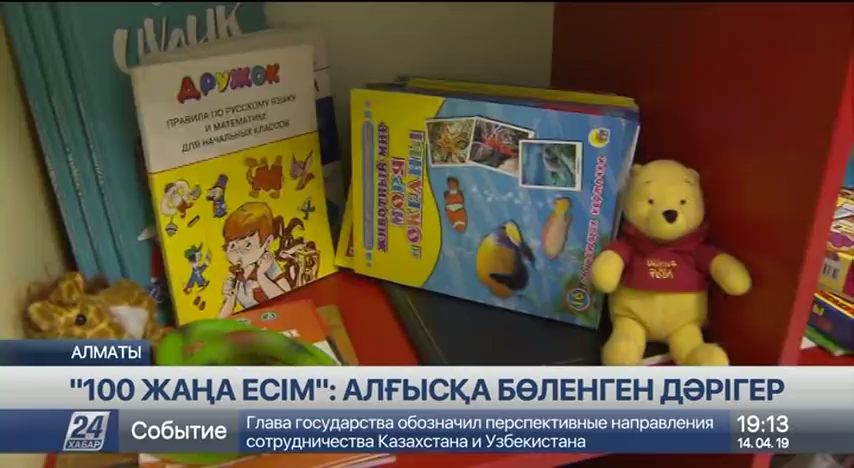 ДРУЖОК
ПРАВИЛА ПО РУССКОМУ ЯЗЫКУ
И МАТЕМАТИКЕ
ДЛЯ НАЧАЛЬНЫХ КЛАССОВ
ЖИВОТНЫЙ МИР
МОРЯ
16
АЛМАТЫ
"100 ЖАҢА ЕСІМ": АЛҒЫСҚА БӨЛЕНГЕН ДӘРІГЕР
24
ХАБАР
Событие
Глава государства обозначил перспективные направления
сотрудничества Казахстана и Узбекистана
19:13
14.04.19